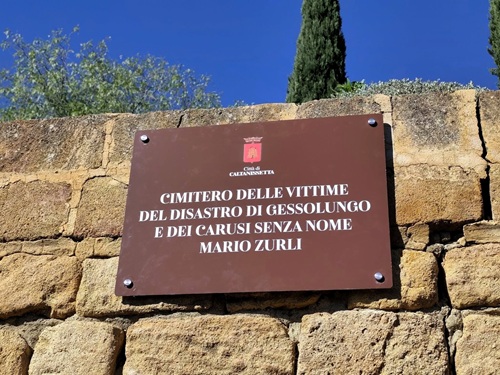 Città di
CALTANISSETTA
CIMITERO DELLE VITTIME
DEL DISASTRO DI GESSOLUNGO
E DEI CARUSI SENZA NOME
MARIO ZURLI